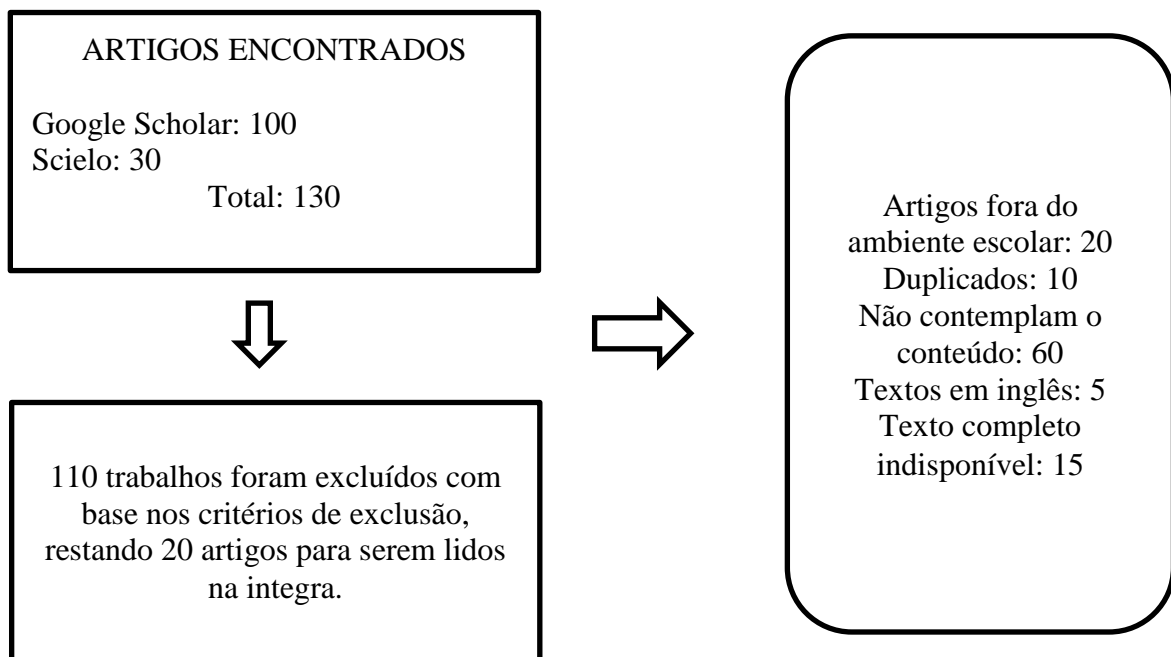 ARTIGOS ENCONTRADOS
Google Scholar: 100
Scielo: 30
Total: 130
110 trabalhos foram excluídos com
base nos critérios de exclusão,
restando 20 artigos para serem lidos
na integra.
Artigos fora do
ambiente escolar: 20
Duplicados: 10
Não contemplam o
conteúdo: 60
Textos em inglês: 5
Texto completo
indisponível: 15